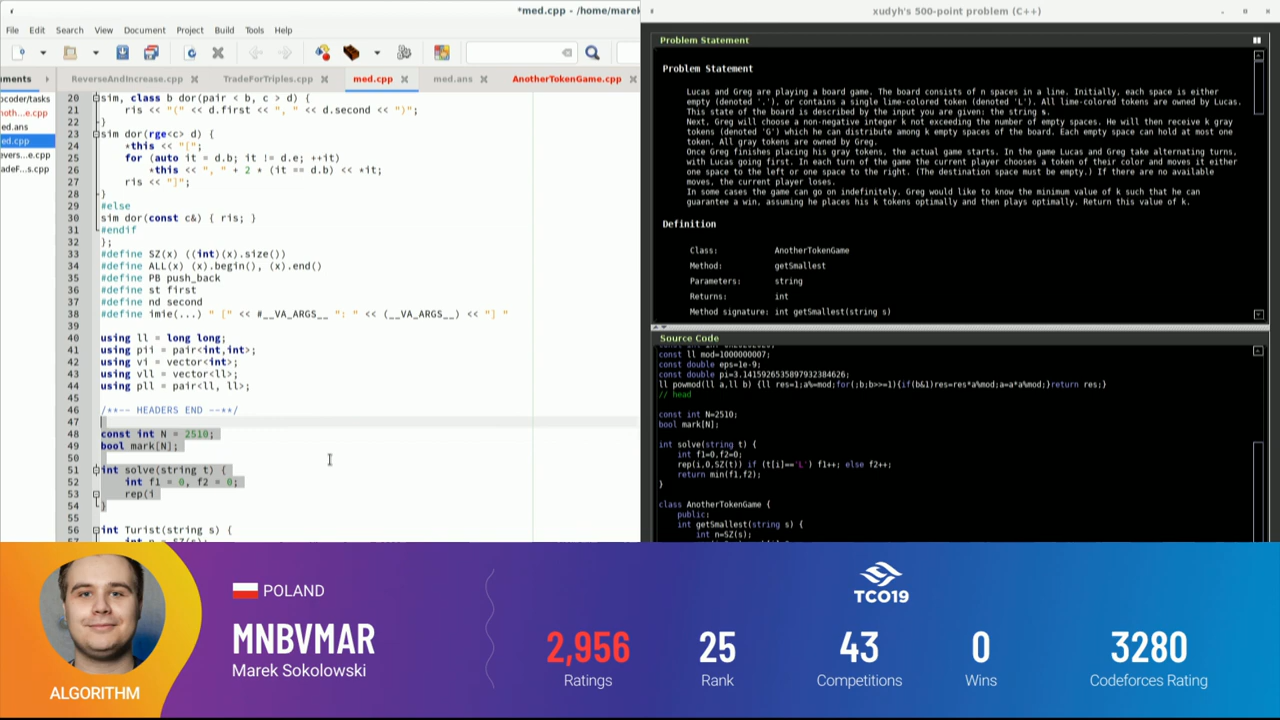 *med.cpp - /home/marek
File Edit Search View Document Project Build Tools Help
ments
ReverseAndIncrease.cpp
TradeForTriples.cpp
med.cpp
med.ans
AnotherTokenGame.cpp
pcoder/tasks
noth...e.cpp
ed.ans
ed.cpp
evers...e.cpp
radeF...s.cpp
20 sim, class b dor(pair < b, c > d) {
21 ris << "(" << d.first << ", " << d.second << ")";
22 }
23 sim dor(rge<c> d) {
24 *this << "[";
25 for (auto it = d.b; it != d.e; ++it)
26 *this << ", " + 2 * (it == d.b) << *it;
27 ris << "]";
28 }
29 #else
30 sim dor(const c&) { ris; }
31 #endif
32 };
33 #define SZ(x) ((int)(x).size())
34 #define ALL(x) (x).begin(), (x).end()
35 #define PB push_back
36 #define st first
37 #define nd second
38 #define imie(...) " [" << #__VA_ARGS__ ": " << (__VA_ARGS__) << "] "
39
40 using ll = long long;
41 using pii = pair<int,int>;
42 using vi = vector<int>;
43 using vll = vector<ll>;
44 using pll = pair<ll, ll>;
45
46 /**-- HEADERS END --**/
47
48 const int N = 2510;
49 bool mark[N];
50
51 int solve(string t) {
52 int f1 = 0, f2 = 0;
53 rep(i
54 }
55
56 int Turist(string s) {
xudyh's 500-point problem (C++)
Problem Statement
Problem Statement
Lucas and Greg are playing a board game. The board consists of n spaces in a line. Initially, each space is either
empty (denoted '.'), or contains a single lime-colored token (denoted 'L'). All lime-colored tokens are owned by Lucas.
This state of the board is described by the input you are given: the string s.
Next, Greg will choose a non-negative integer k not exceeding the number of empty spaces. He will then receive k gray
tokens (denoted 'G') which he can distribute among k empty spaces of the board. Each empty space can hold at most one
token. All gray tokens are owned by Greg.
Once Greg finishes placing his gray tokens, the actual game starts. In the game Lucas and Greg take alternating turns,
with Lucas going first. In each turn of the game the current player chooses a token of their color and moves it either
one space to the left or one space to the right. (The destination space must be empty.) If there are no available
moves, the current player loses.
In some cases the game can go on indefinitely. Greg would like to know the minimum value of k such that he can
guarantee a win, assuming he places his k tokens optimally and then plays optimally. Return this value of k.
Definition
Class: AnotherTokenGame
Method: getSmallest
Parameters: string
Returns: int
Method signature: int getSmallest(string s)
Source Code
const ll mod=1000000007;
const double eps=1e-9;
const double pi=3.1415926535897932384626;
ll powmod(ll a,ll b) {ll res=1;a%=mod;for(;b;b>>=1){if(b&1)res=res*a%mod;a=a*a%mod;}return res;}
// head
const int N=2510;
bool mark[N];
int solve(string t) {
int f1=0,f2=0;
rep(i,0,SZ(t)) if (t[i]=='L') f1++; else f2++;
return min(f1,f2);
}
class AnotherTokenGame {
public:
int getSmallest(string s) {
int n=SZ(s);
POLAND
MNBVMAR
Marek Sokolowski
ALGORITHM
TCO19
2,956 25 43 0 3280
Ratings Rank Competitions Wins Codeforces Rating